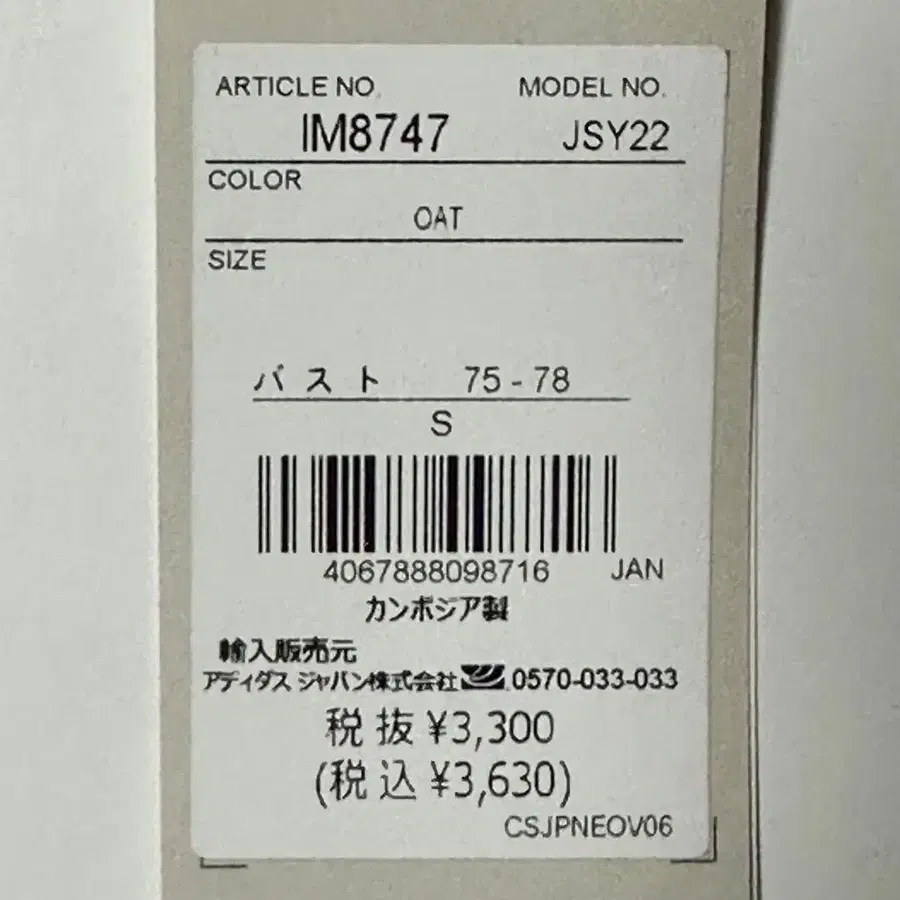 ARTICLE NO. MODEL NO.
IM8747 JSY22
COLOR
OAT
SIZE
バスト 75-78
S
4067888098716 JAN
カンボジア製
輸入販売元
アディダス ジャパン株式会社 0570-033-033
税抜 ¥3,300
(税込 ¥3,630)
CSJPNEOV06